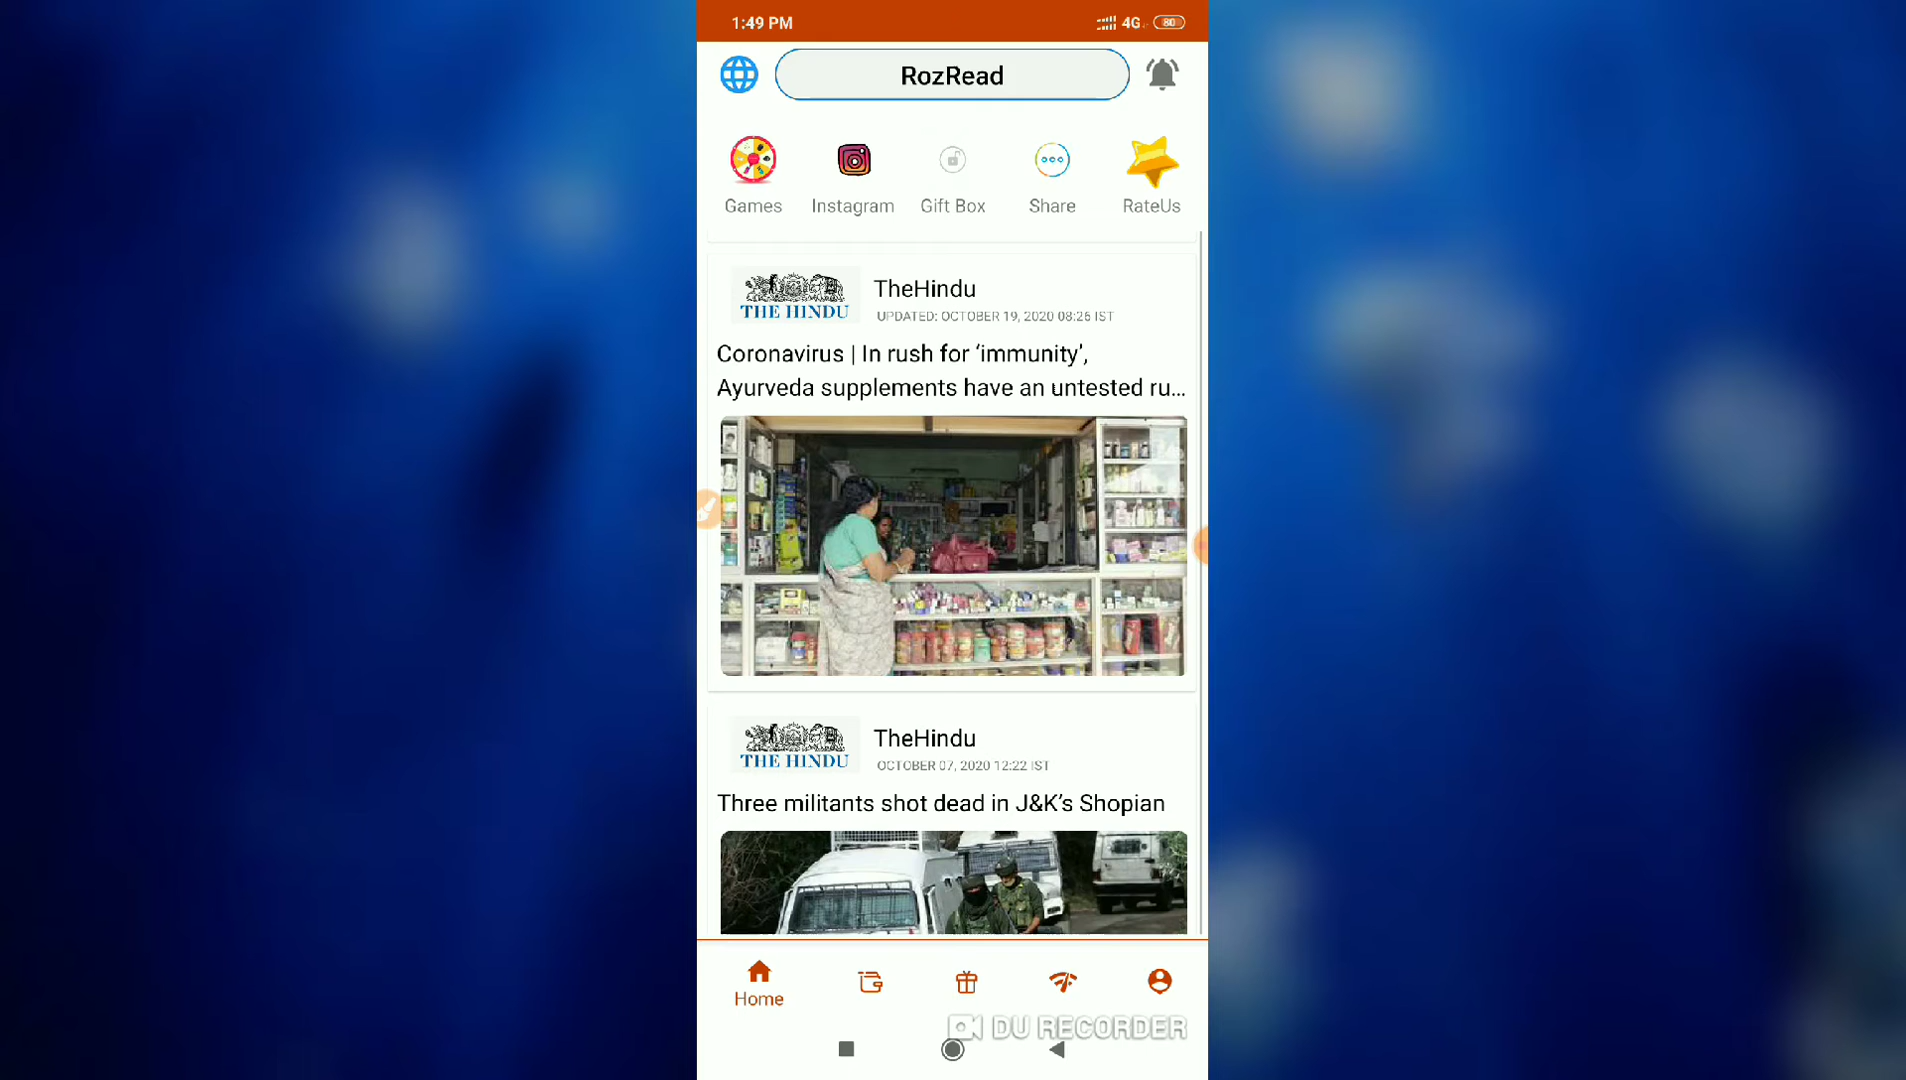 1:49 PM
4G
80
RozRead
Games
Instagram
Gift Box
Share
RateUs
THE HINDU
TheHindu
UPDATED: OCTOBER 19, 2020 08:26 IST
Coronavirus | In rush for ‘immunity’,
Ayurveda supplements have an untested ru...
THE HINDU
TheHindu
OCTOBER 07, 2020 12:22 IST
Three militants shot dead in J&K’s Shopian
Home
DU RECORDER